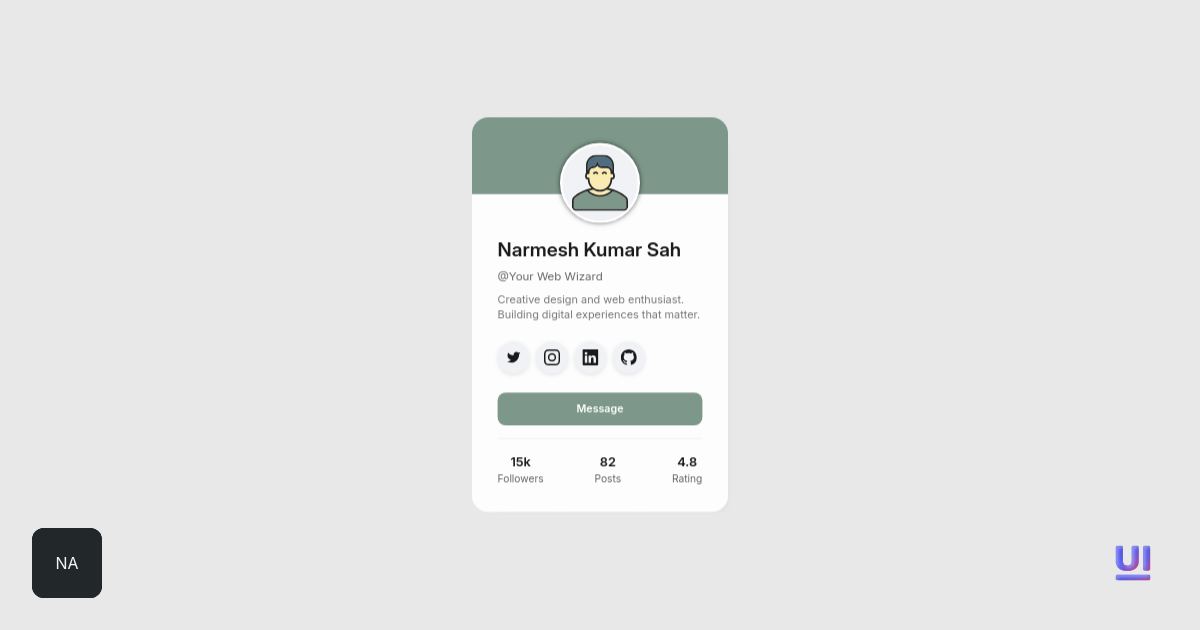 Narmesh Kumar Sah
@Your Web Wizard
Creative design and web enthusiast.
Building digital experiences that matter.
in
Message
15k 82 4.8
Followers Posts Rating
NA
UI